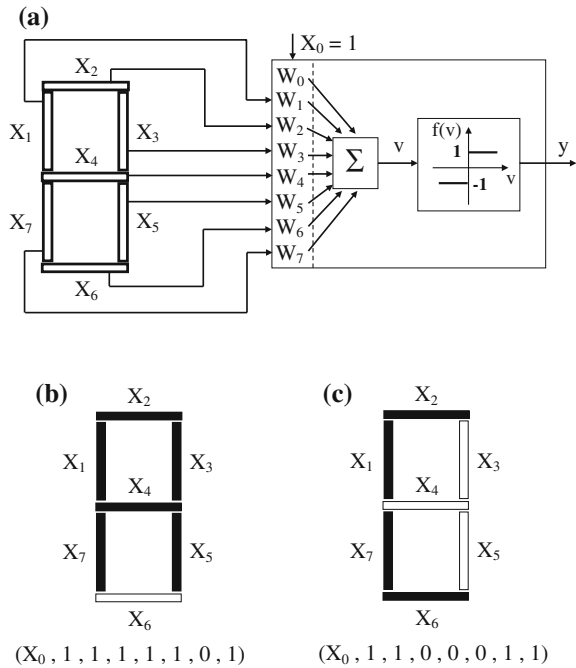 (a)
X₀ = 1
X₂
W₀
W₁
X₁
X₃
W₂
f(v)
X₄
W₃
Σ
v
1
y
W₄
-1
v
X₇
X₅
W₅
W₆
X₆
W₇
(b)
X₂
X₁
X₃
X₄
X₇
X₅
X₆
(X₀ , 1 , 1 , 1 , 1 , 1 , 0 , 1)
(c)
X₂
X₁
X₃
X₄
X₇
X₅
X₆
(X₀ , 1 , 1 , 0 , 0 , 0 , 1 , 1)